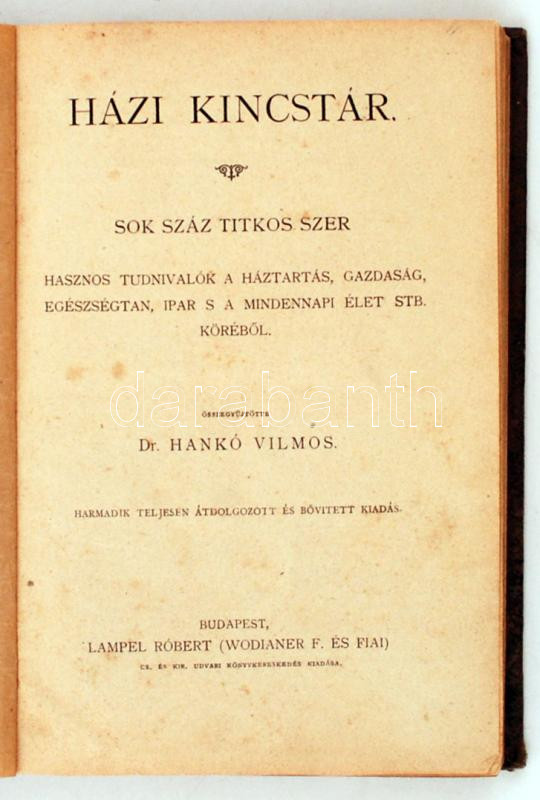 HÁZI KINCSTÁR.
SOK SZÁZ TITKOS SZER
HASZNOS TUDNIVALÓK A HÁZTARTÁS, GAZDASÁG,
EGÉSZSÉGTAN, IPAR S A MINDENNAPI ÉLET STB.
KÖRÉBŐL.
darabanth
ÖSSZEGYÜJTÖTTE
Dr. HANKÓ VILMOS.
HARMADIK TELJESEN ÁTDOLGOZOTT ÉS BŐVITETT KIADÁS.
BUDAPEST,
LAMPEL RÓBERT (WODIANER F. ÉS FIAI)
CS. ÉS KIR. UDVARI KÖNYVKERESKEDÉS KIADÁSA.